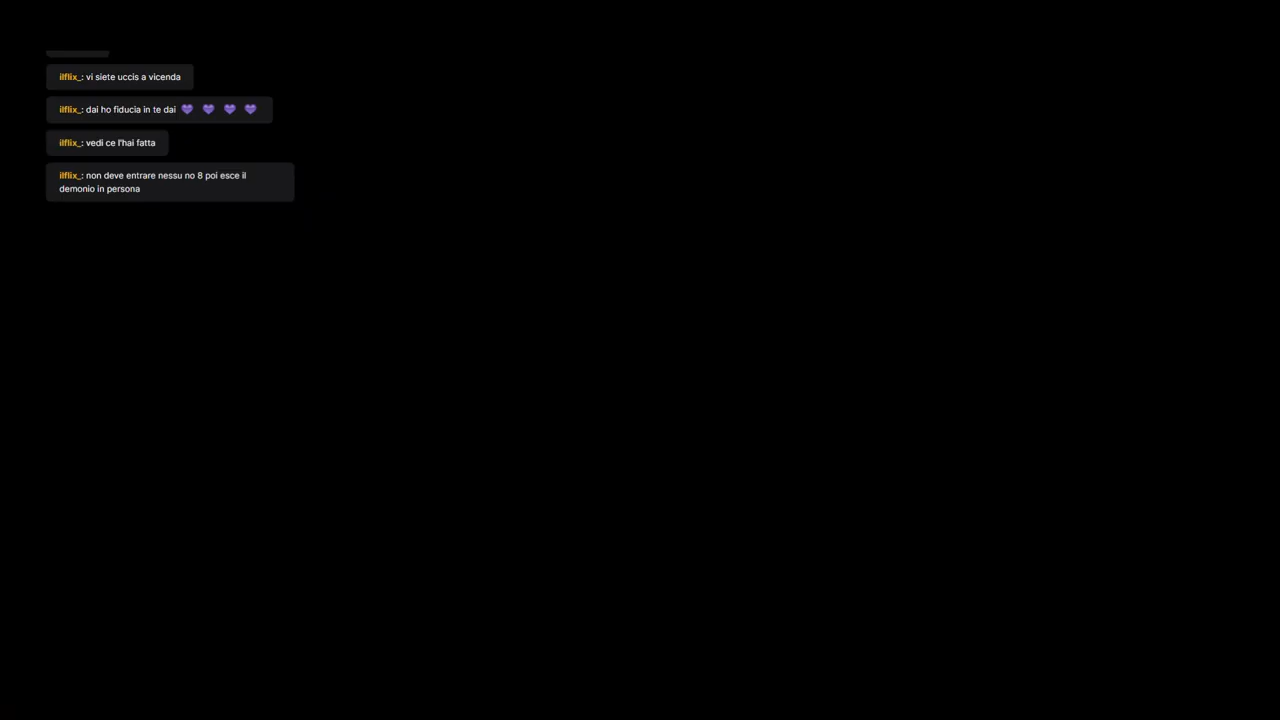 ilflix_: vi siete uccis a vicenda
ilflix_: dai ho fiducia in te dai 💜 💜 💜 💜
ilflix_: vedi ce l'hai fatta
ilflix_: non deve entrare nessu no 8 poi esce il
demonio in persona